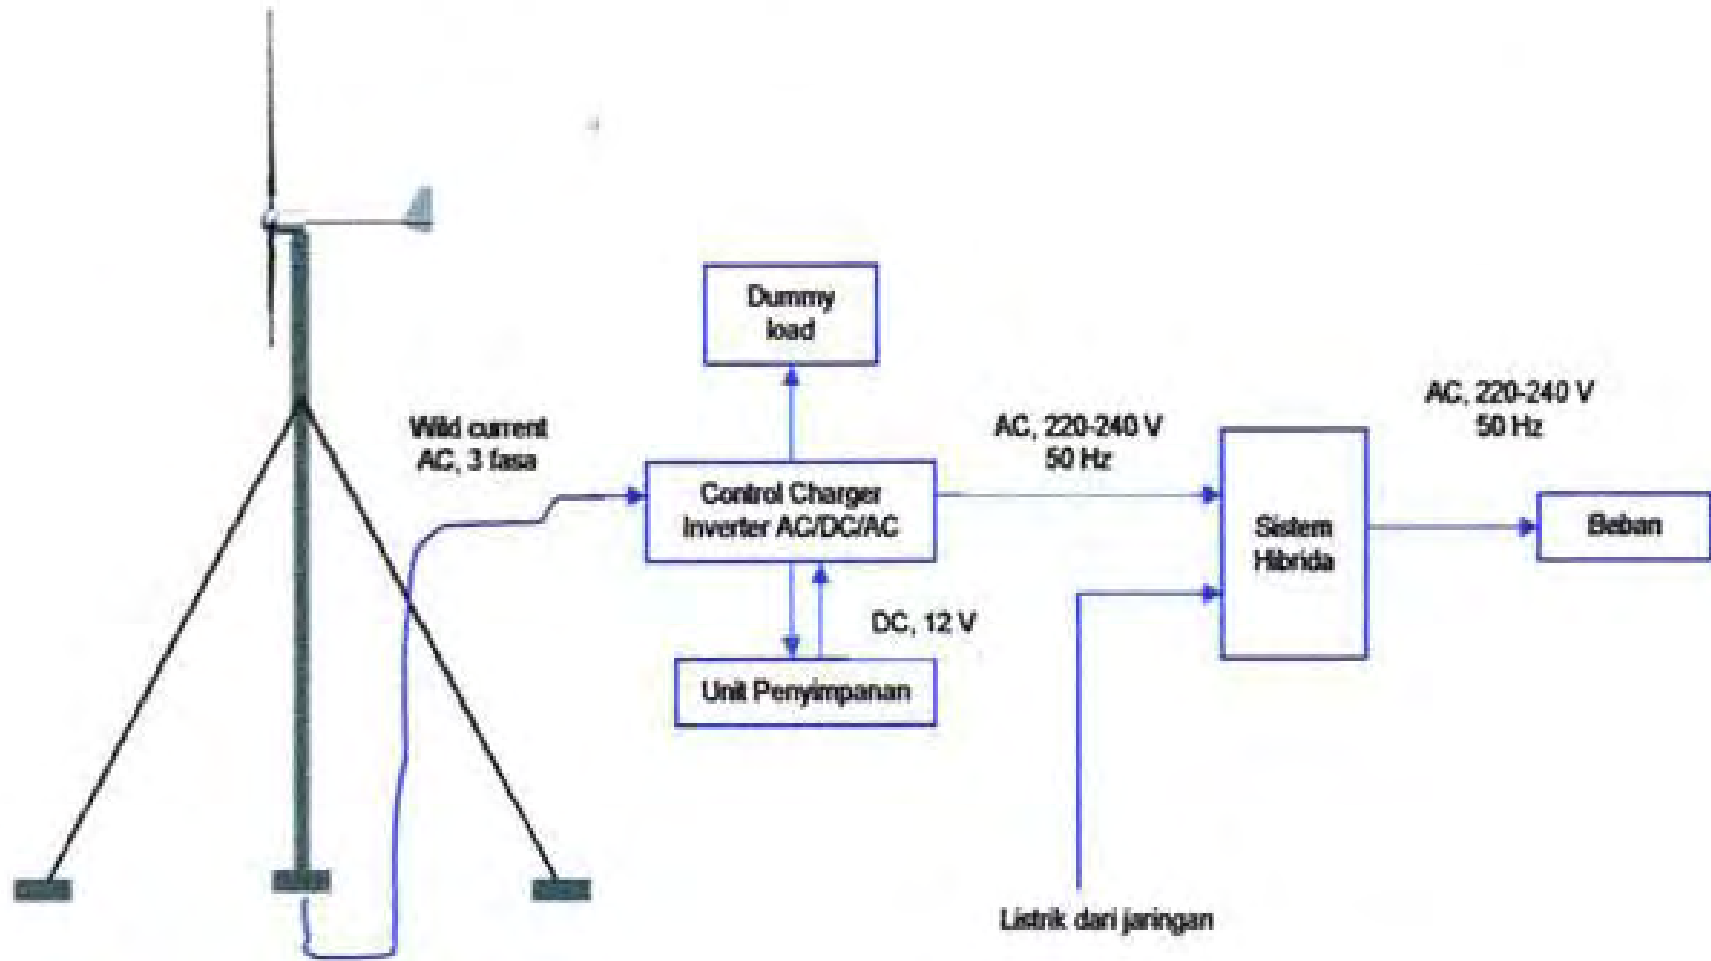 Dummy
load
Wild current
AC, 3 fasa
Control Charger
Inverter AC/DC/AC
AC, 220-240 V
50 Hz
AC, 220-240 V
50 Hz
Sistem
Hibrida
Beban
DC, 12 V
Unit Penyimpanan
Listrik dari jaringan